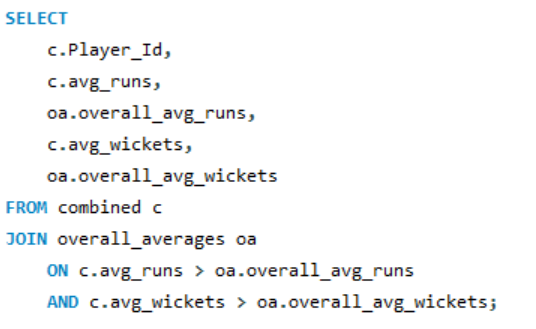 SELECT
    c.Player_Id,
    c.avg_runs,
    oa.overall_avg_runs,
    c.avg_wickets,
    oa.overall_avg_wickets
FROM combined c
JOIN overall_averages oa
    ON c.avg_runs > oa.overall_avg_runs
    AND c.avg_wickets > oa.overall_avg_wickets;